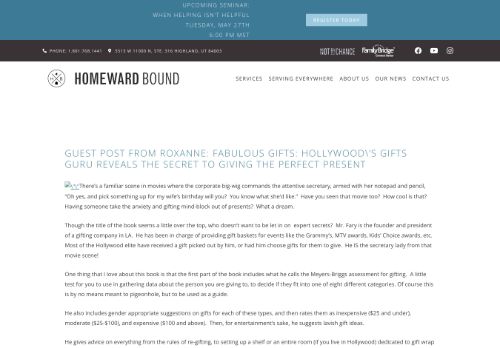 UPCOMING SEMINAR:
WHEN HELPING ISN'T HELPFUL
TUESDAY, MAY 27TH
6:00 PM MST
REGISTER TODAY
PHONE: 1.801.768.1441
5513 W 11000 N, STE. 316 HIGHLAND, UT 84003
NOT BY CHANCE
FamilyBridge
HOMEWARD BOUND
SERVICES
SERVING EVERYWHERE
ABOUT US
OUR NEWS
CONTACT US
GUEST POST FROM ROXANNE: FABULOUS GIFTS: HOLLYWOOD\'S GIFTS
GURU REVEALS THE SECRET TO GIVING THE PERFECT PRESENT
There's a familiar scene in movies where the corporate big-wig commands the attentive secretary, armed with her notepad and pencil,
"Oh yes, and pick something up for my wife's birthday will you? You know what she'd like." Have you seen that movie too? How cool is that?
Having someone take the anxiety and gifting mind-block out of presents? What a dream.
Though the title of the book seems a little over the top, who doesn't want to be let in on expert secrets? Mr. Fary is the founder and president
of a gifting company in LA. He has been in charge of providing gift baskets for events like the Grammy's, MTV awards, Kids' Choice awards, etc.
Most of the Hollywood elite have received a gift picked out by him, or had him choose gifts for them to give. He IS the secretary lady from that
movie scene!
One thing that I love about this book is that the first part of the book includes what he calls the Meyers-Briggs assessment for gifting. A little
test for you to use in gathering data about the person you are giving to, to decide if they fit into one of eight different categories. Of course this
is by no means meant to pigeonhole, but to be used as a guide.
He also includes gender appropriate suggestions on gifts for each of these types, and then rates them as inexpensive ($25 and under),
moderate ($25-$100), and expensive ($100 and above). Then, for entertainment's sake, he suggests lavish gift ideas.
He gives advice on everything from the rules of re-gifting, to setting up a shelf or an entire room (if you live in Hollywood) dedicated to gift wrap